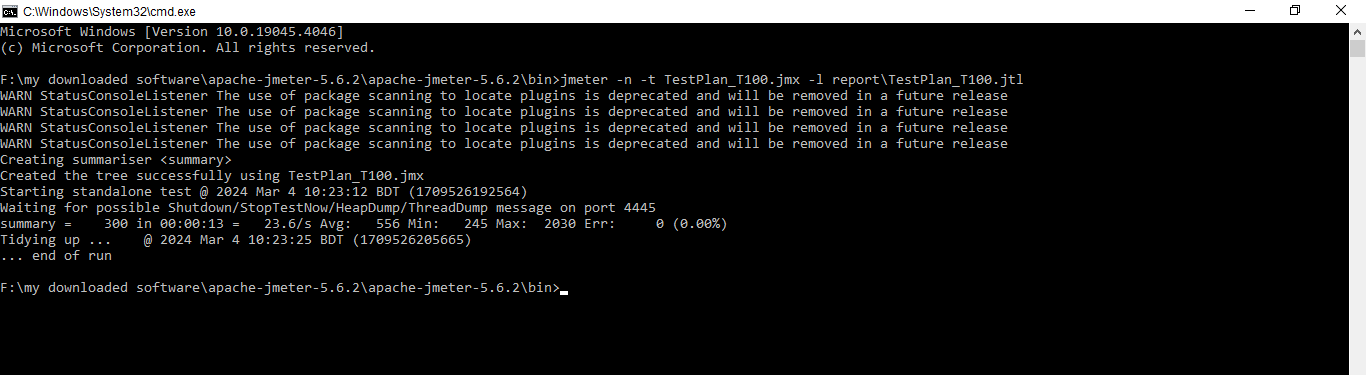 C:\Windows\System32\cmd.exe
Microsoft Windows [Version 10.0.19045.4046]
(c) Microsoft Corporation. All rights reserved.
F:\my downloaded software\apache-jmeter-5.6.2\apache-jmeter-5.6.2\bin>jmeter -n -t TestPlan_T100.jmx -l report\TestPlan_T100.jtl
WARN StatusConsoleListener The use of package scanning to locate plugins is deprecated and will be removed in a future release
WARN StatusConsoleListener The use of package scanning to locate plugins is deprecated and will be removed in a future release
WARN StatusConsoleListener The use of package scanning to locate plugins is deprecated and will be removed in a future release
WARN StatusConsoleListener The use of package scanning to locate plugins is deprecated and will be removed in a future release
Creating summariser <summary>
Created the tree successfully using TestPlan_T100.jmx
Starting standalone test @ 2024 Mar 4 10:23:12 BDT (1709526192564)
Waiting for possible Shutdown/StopTestNow/HeapDump/ThreadDump message on port 4445
summary =    300 in 00:00:13 =   23.6/s Avg:   556 Min:   245 Max:  2030 Err:     0 (0.00%)
Tidying up ...    @ 2024 Mar 4 10:23:25 BDT (1709526205665)
... end of run
F:\my downloaded software\apache-jmeter-5.6.2\apache-jmeter-5.6.2\bin>